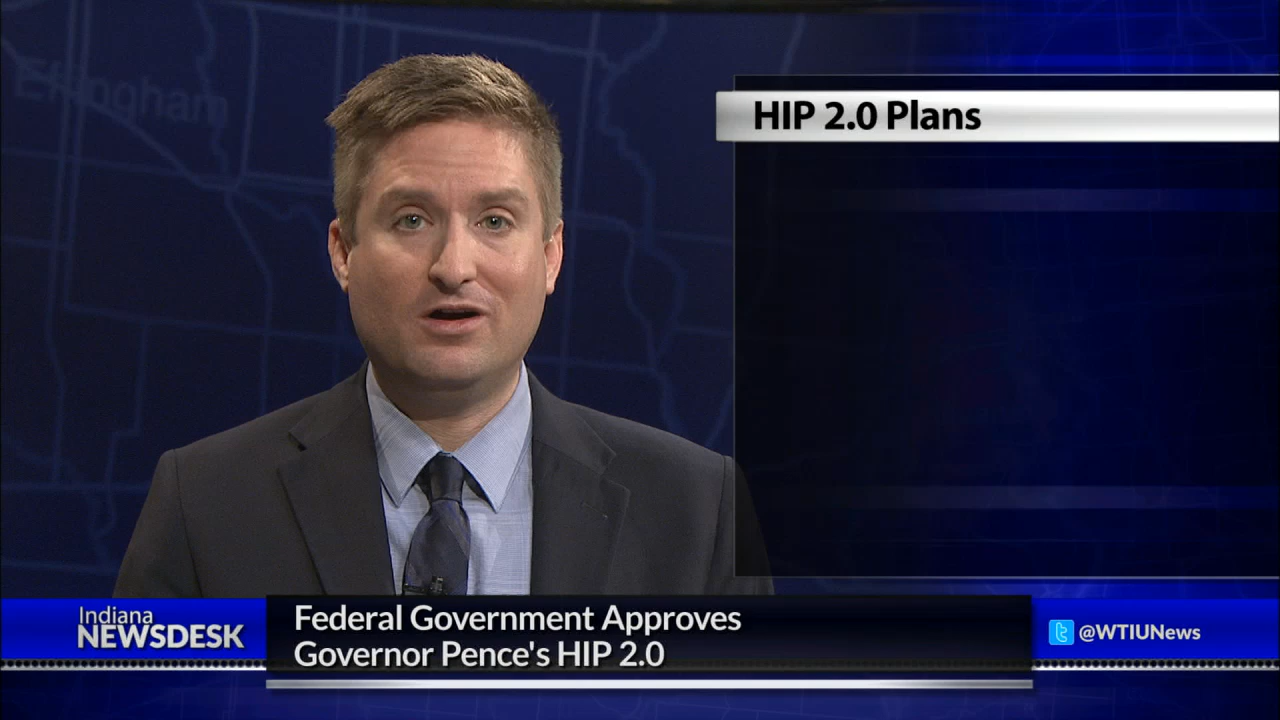 Effingham
HIP 2.0 Plans
Indiana
NEWSDESK
Federal Government Approves
Governor Pence's HIP 2.0
@WTIUNews